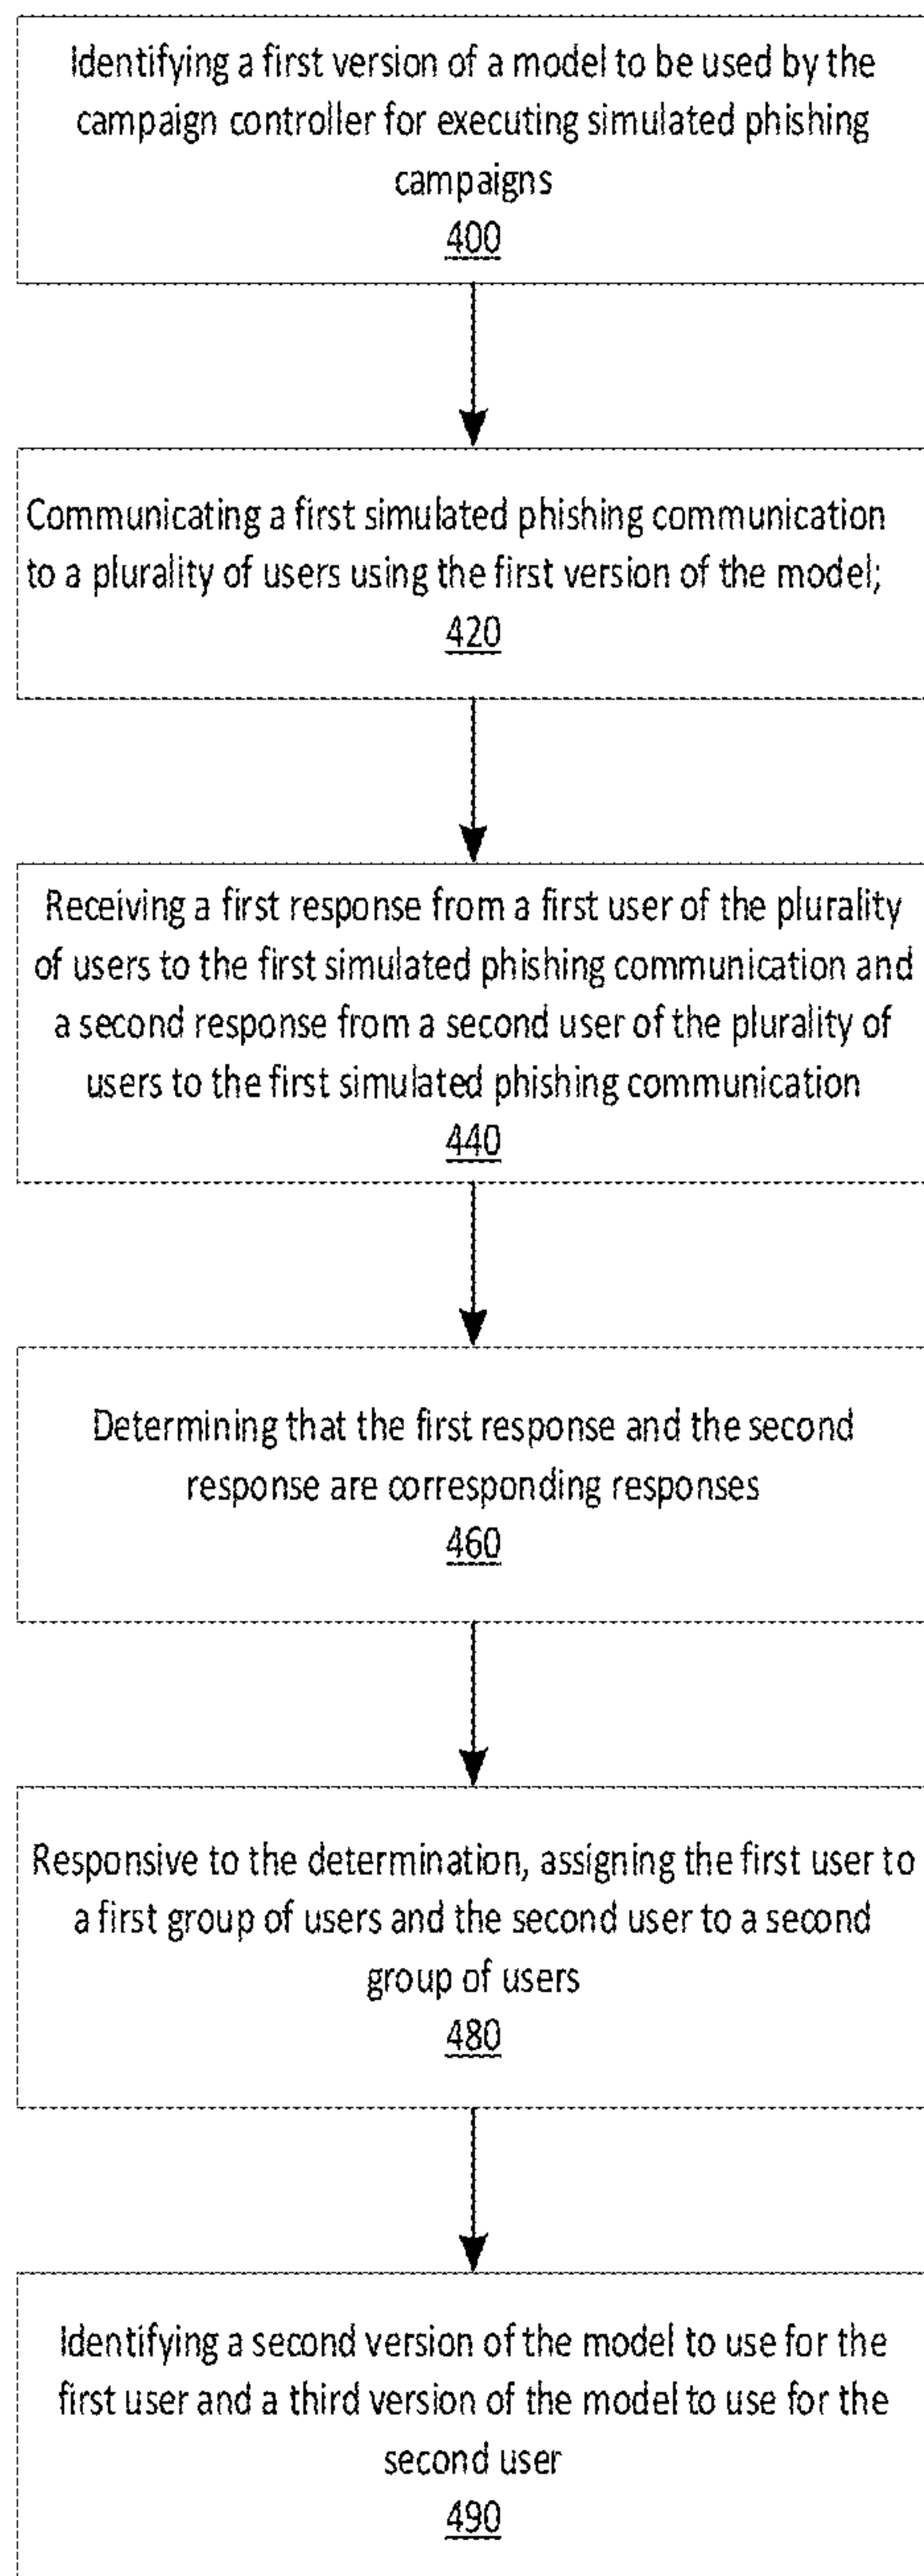 Identifying a first version of a model to be used by the
campaign controller for executing simulated phishing
campaigns
400
Communicating a first simulated phishing communication
to a plurality of users using the first version of the model;
420
Receiving a first response from a first user of the plurality
of users to the first simulated phishing communication and
a second response from a second user of the plurality of
users to the first simulated phishing communication
440
Determining that the first response and the second
response are corresponding responses
460
Responsive to the determination, assigning the first user to
a first group of users and the second user to a second
group of users
480
Identifying a second version of the model to use for the
first user and a third version of the model to use for the
second user
490